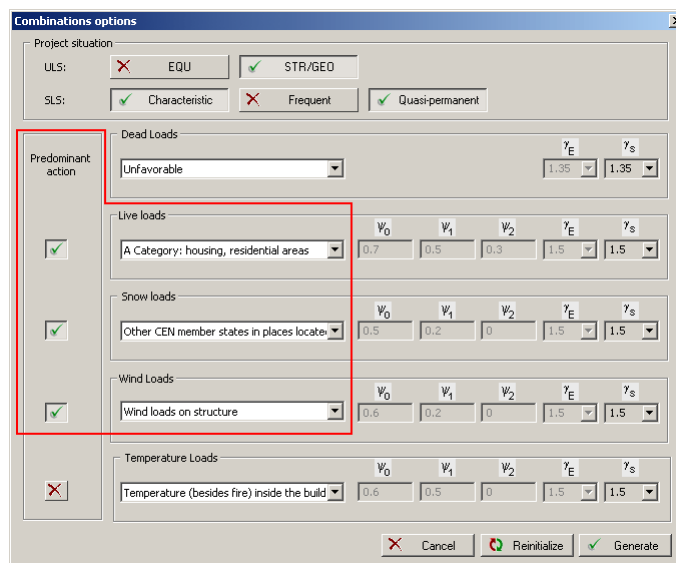 Combinations options
Project situation
ULS: EQU STR/GEO
SLS: Characteristic Frequent Quasi-permanent
Predominant
action
Dead Loads
γE γS
Unfavorable 1.35 1.35
Live loads
ψ0 ψ1 ψ2 γE γS
A Category: housing, residential areas 0.7 0.5 0.3 1.5 1.5
Snow loads
ψ0 ψ1 ψ2 γE γS
Other CEN member states in places locate 0.5 0.2 0 1.5 1.5
Wind Loads
ψ0 ψ1 ψ2 γE γS
Wind loads on structure 0.6 0.2 0 1.5 1.5
Temperature Loads
ψ0 ψ1 ψ2 γE γS
Temperature (besides fire) inside the build 0.6 0.5 0 1.5 1.5
Cancel Reinitialize Generate